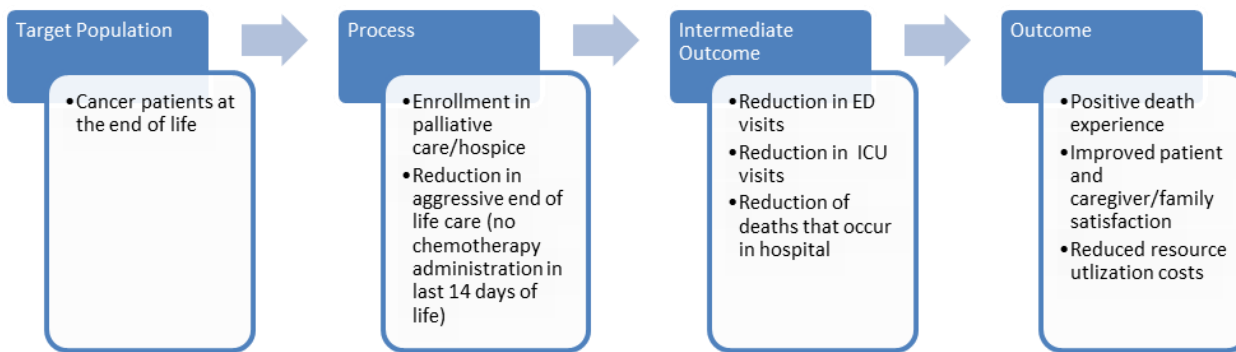 Target Population
•Cancer patients at
the end of life
Process
•Enrollment in
palliative
care/hospice
•Reduction in
aggressive end of
life care (no
chemotherapy
administration in
last 14 days of
life)
Intermediate
Outcome
•Reduction in ED
visits
•Reduction in  ICU
visits
•Reduction of
deaths that occur
in hospital
Outcome
•Positive death
experience
•Improved patient
and
caregiver/family
satisfaction
•Reduced resource
utlization costs